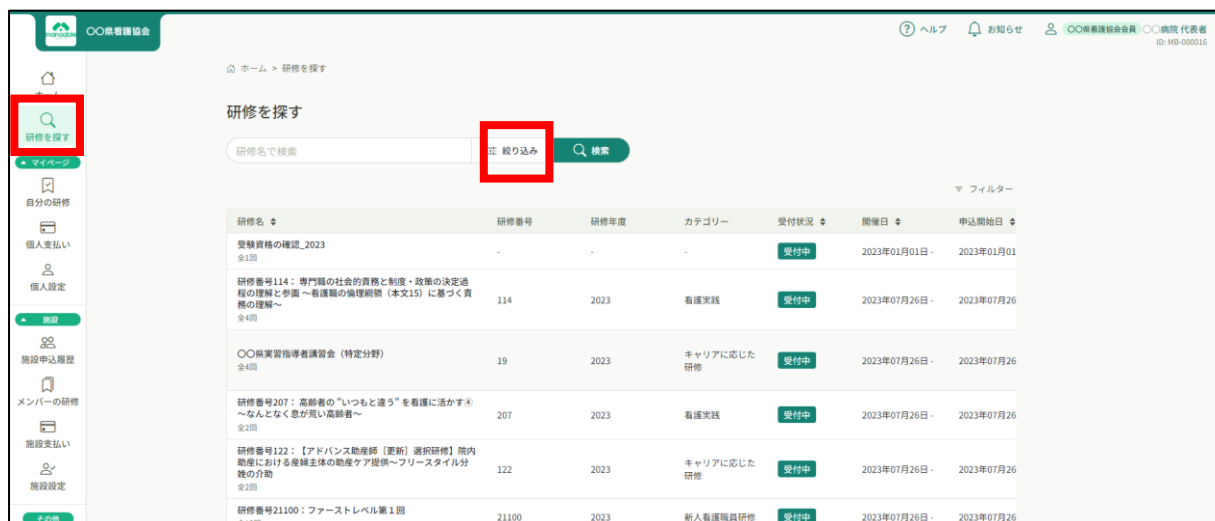 manaable
〇〇県看護協会
? ヘルプ
お知らせ
〇〇県看護協会会員 〇〇病院 代表者
ID: MB-000016
ホーム > 研修を探す
ホーム
研修を探す
マイページ
自分の研修
個人支払い
個人設定
施設
施設申込履歴
メンバーの研修
施設支払い
施設設定
その他
研修を探す
研修名で検索
絞り込み
検索
フィルター
研修名 研修番号 研修年度 カテゴリー 受付状況 開催日 申込開始日
受験資格の確認_2023
全1回
- - - 受付中 2023年01月01日 - 2023年01月01
研修番号114： 専門職の社会的責務と制度・政策の決定過
程の理解と参画 ～看護職の倫理綱領（本文15）に基づく責
務の理解～
全4回
114 2023 看護実践 受付中 2023年07月26日 - 2023年07月26
〇〇県実習指導者講習会（特定分野）
全4回
19 2023 キャリアに応じた
研修
受付中 2023年07月26日 - 2023年07月26
研修番号207： 高齢者の "いつもと違う" を看護に活かす④
～なんとなく息が荒い高齢者～
全2回
207 2023 看護実践 受付中 2023年07月26日 - 2023年07月26
研修番号122：【アドバンス助産師［更新］選択研修】院内
助産における産婦主体の助産ケア提供～フリースタイル分
娩の介助
全2回
122 2023 キャリアに応じた
研修
受付中 2023年07月26日 - 2023年07月26
研修番号21100：ファーストレベル第１回
21100 2023 新人看護職員研修 受付中 2023年07月26日 - 2023年07月26